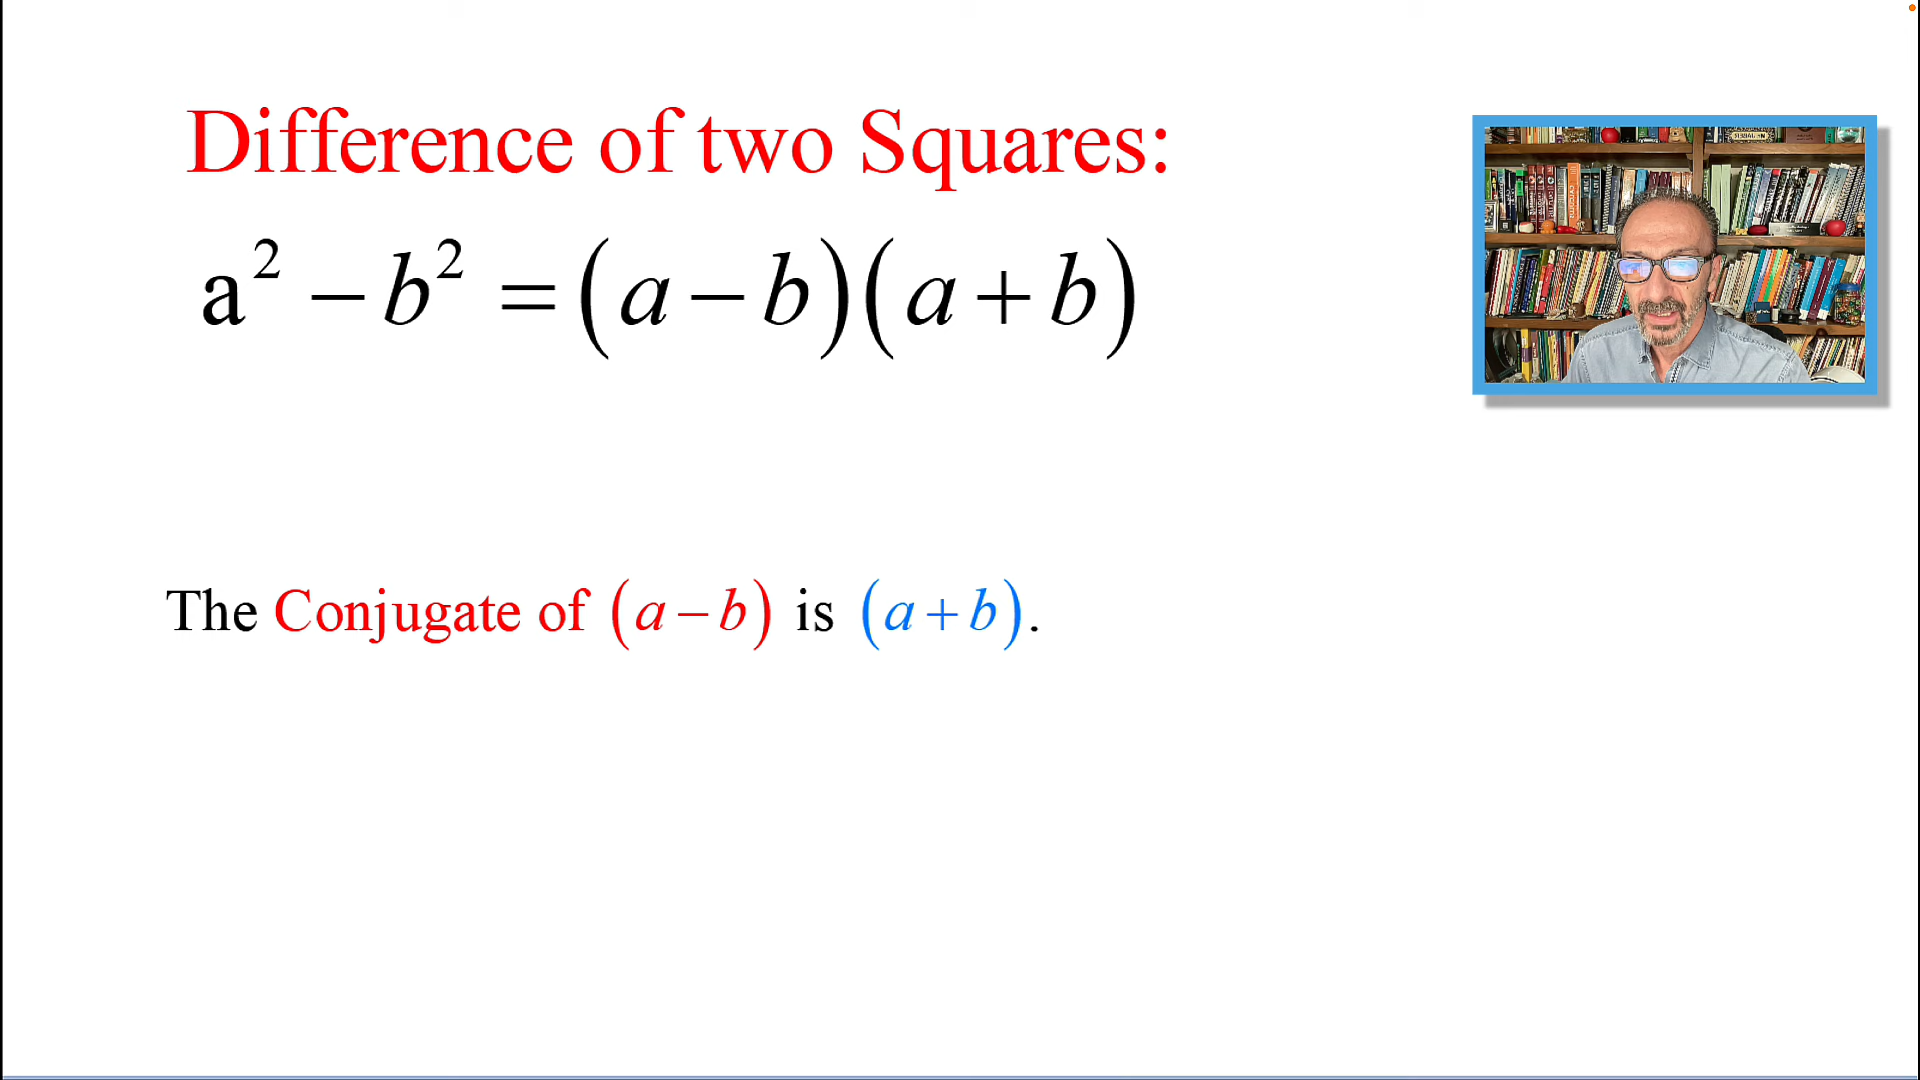 Difference of two Squares:
a² − b² = (a − b)(a + b)
The Conjugate of (a − b) is (a + b).